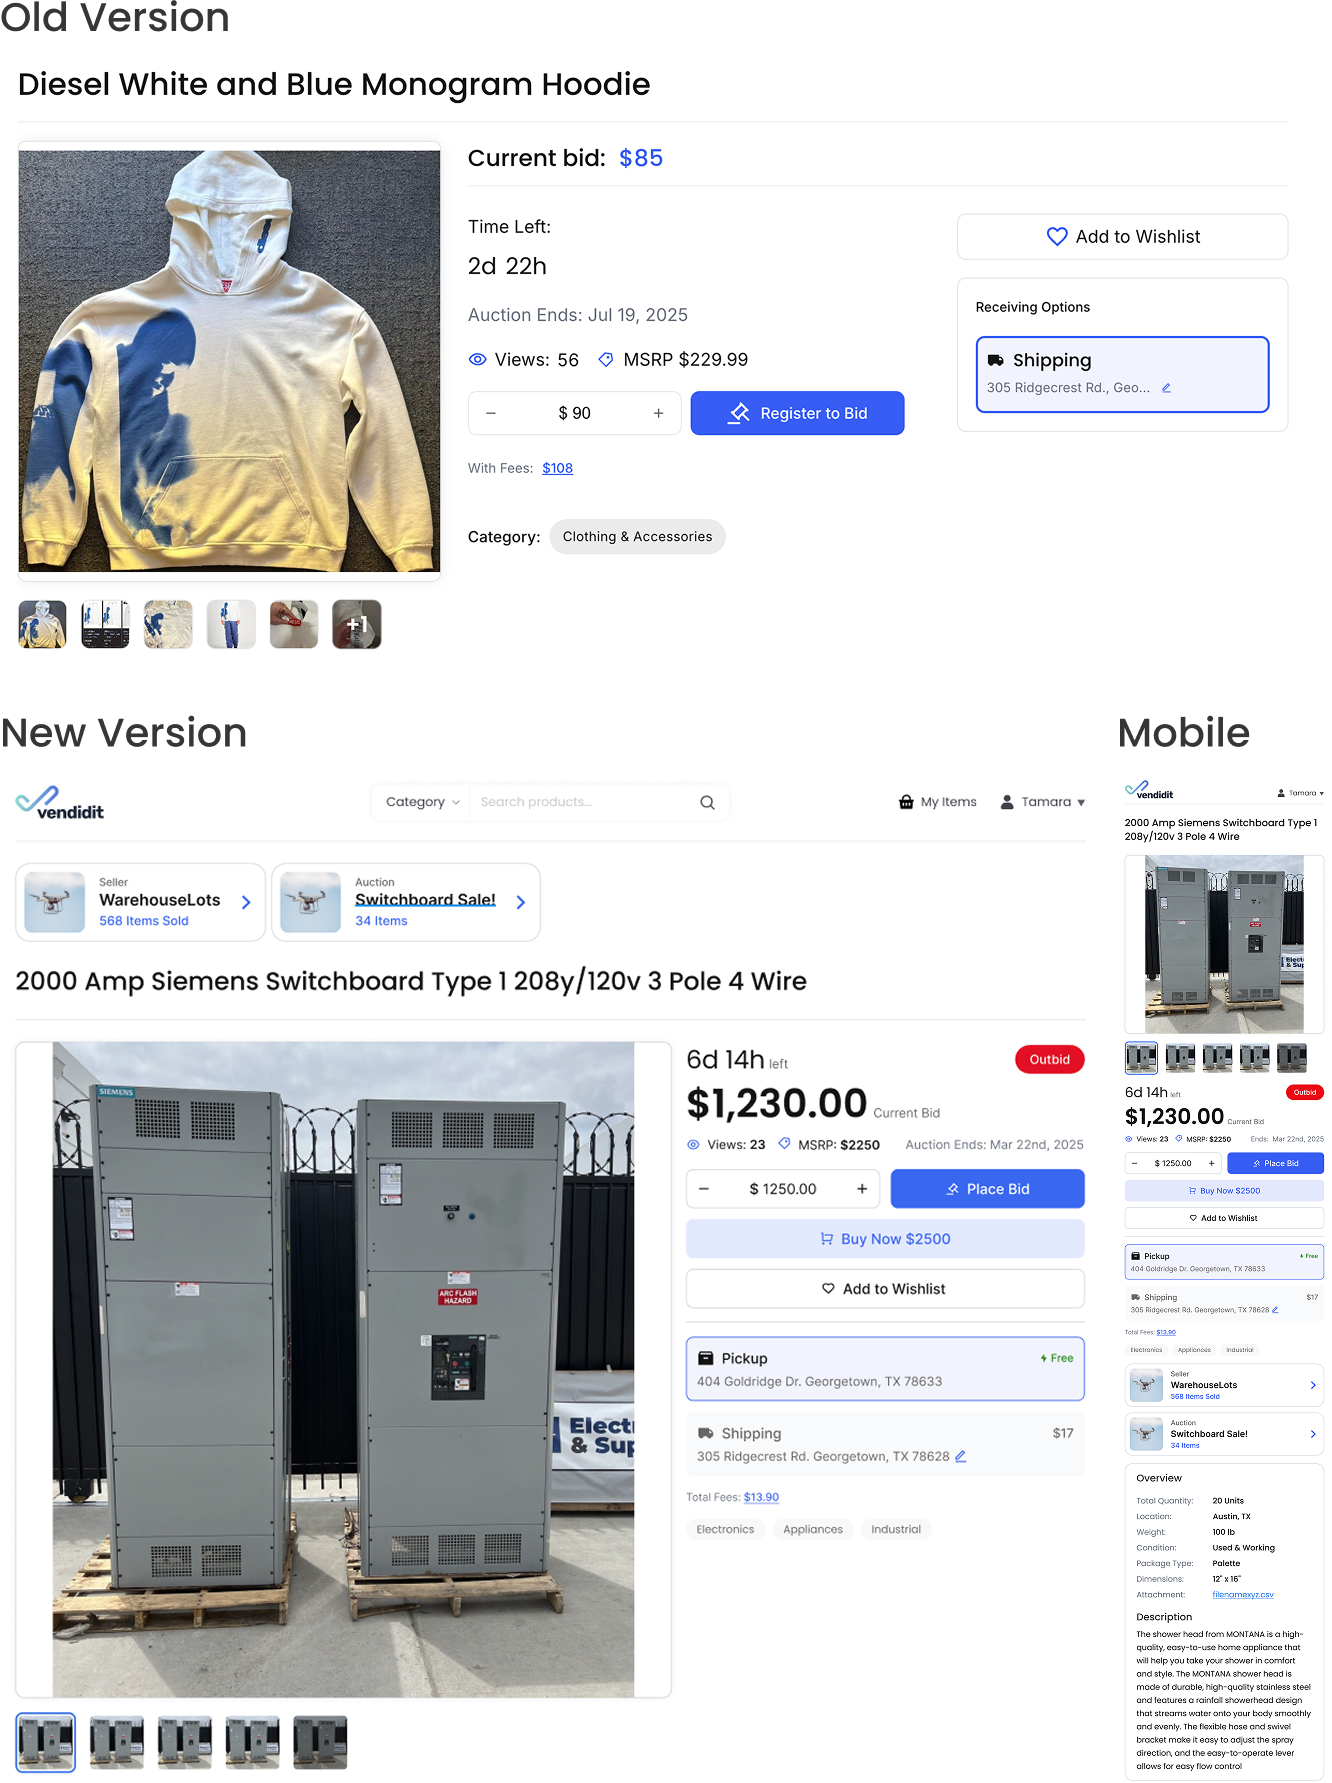 Old Version
Diesel White and Blue Monogram Hoodie
Current bid: $85
Time Left:
2d 22h
Auction Ends: Jul 19, 2025
Views: 56 MSRP $229.99
− $ 90 + Register to Bid
With Fees: $108
Category: Clothing & Accessories
Add to Wishlist
Receiving Options
Shipping
305 Ridgecrest Rd., Geo...
+1
New Version
vendidit
Category Search products... My Items Tamara
Seller
WarehouseLots
568 Items Sold
Auction
Switchboard Sale!
34 Items
2000 Amp Siemens Switchboard Type 1 208y/120v 3 Pole 4 Wire
SIEMENS
ARC FLASH
HAZARD
Electr
& Sup
6d 14h left Outbid
$1,230.00 Current Bid
Views: 23 MSRP: $2250 Auction Ends: Mar 22nd, 2025
− $ 1250.00 + Place Bid
Buy Now $2500
Add to Wishlist
Pickup Free
404 Goldridge Dr. Georgetown, TX 78633
Shipping $17
305 Ridgecrest Rd. Georgetown, TX 78628
Total Fees: $13.90
Electronics Appliances Industrial
Mobile
vendidit Tamara
2000 Amp Siemens Switchboard Type 1
208y/120v 3 Pole 4 Wire
Electr
& Sup
6d 14h left Outbid
$1,230.00 Current Bid
Views: 23 MSRP: $2250 Ends: Mar 22nd, 2025
− $ 1250.00 + Place Bid
Buy Now $2500
Add to Wishlist
Pickup Free
404 Goldridge Dr. Georgetown, TX 78633
Shipping $17
305 Ridgecrest Rd. Georgetown, TX 78628
Total Fees: $13.90
Electronics Appliances Industrial
Seller
WarehouseLots
568 Items Sold
Auction
Switchboard Sale!
34 Items
Overview
Total Quantity: 20 Units
Location: Austin, TX
Weight: 100 lb
Condition: Used & Working
Package Type: Palette
Dimensions: 12" x 16"
Attachment: filenamexyz.csv
Description
The shower head from MONTANA is a high-
quality, easy-to-use home appliance that
will help you take your shower in comfort
and style. The MONTANA shower head is
made of durable, high-quality stainless steel
and features a rainfall showerhead design
that streams water onto your body smoothly
and evenly. The flexible hose and swivel
bracket make it easy to adjust the spray
direction, and the easy-to-operate lever
allows for easy flow control